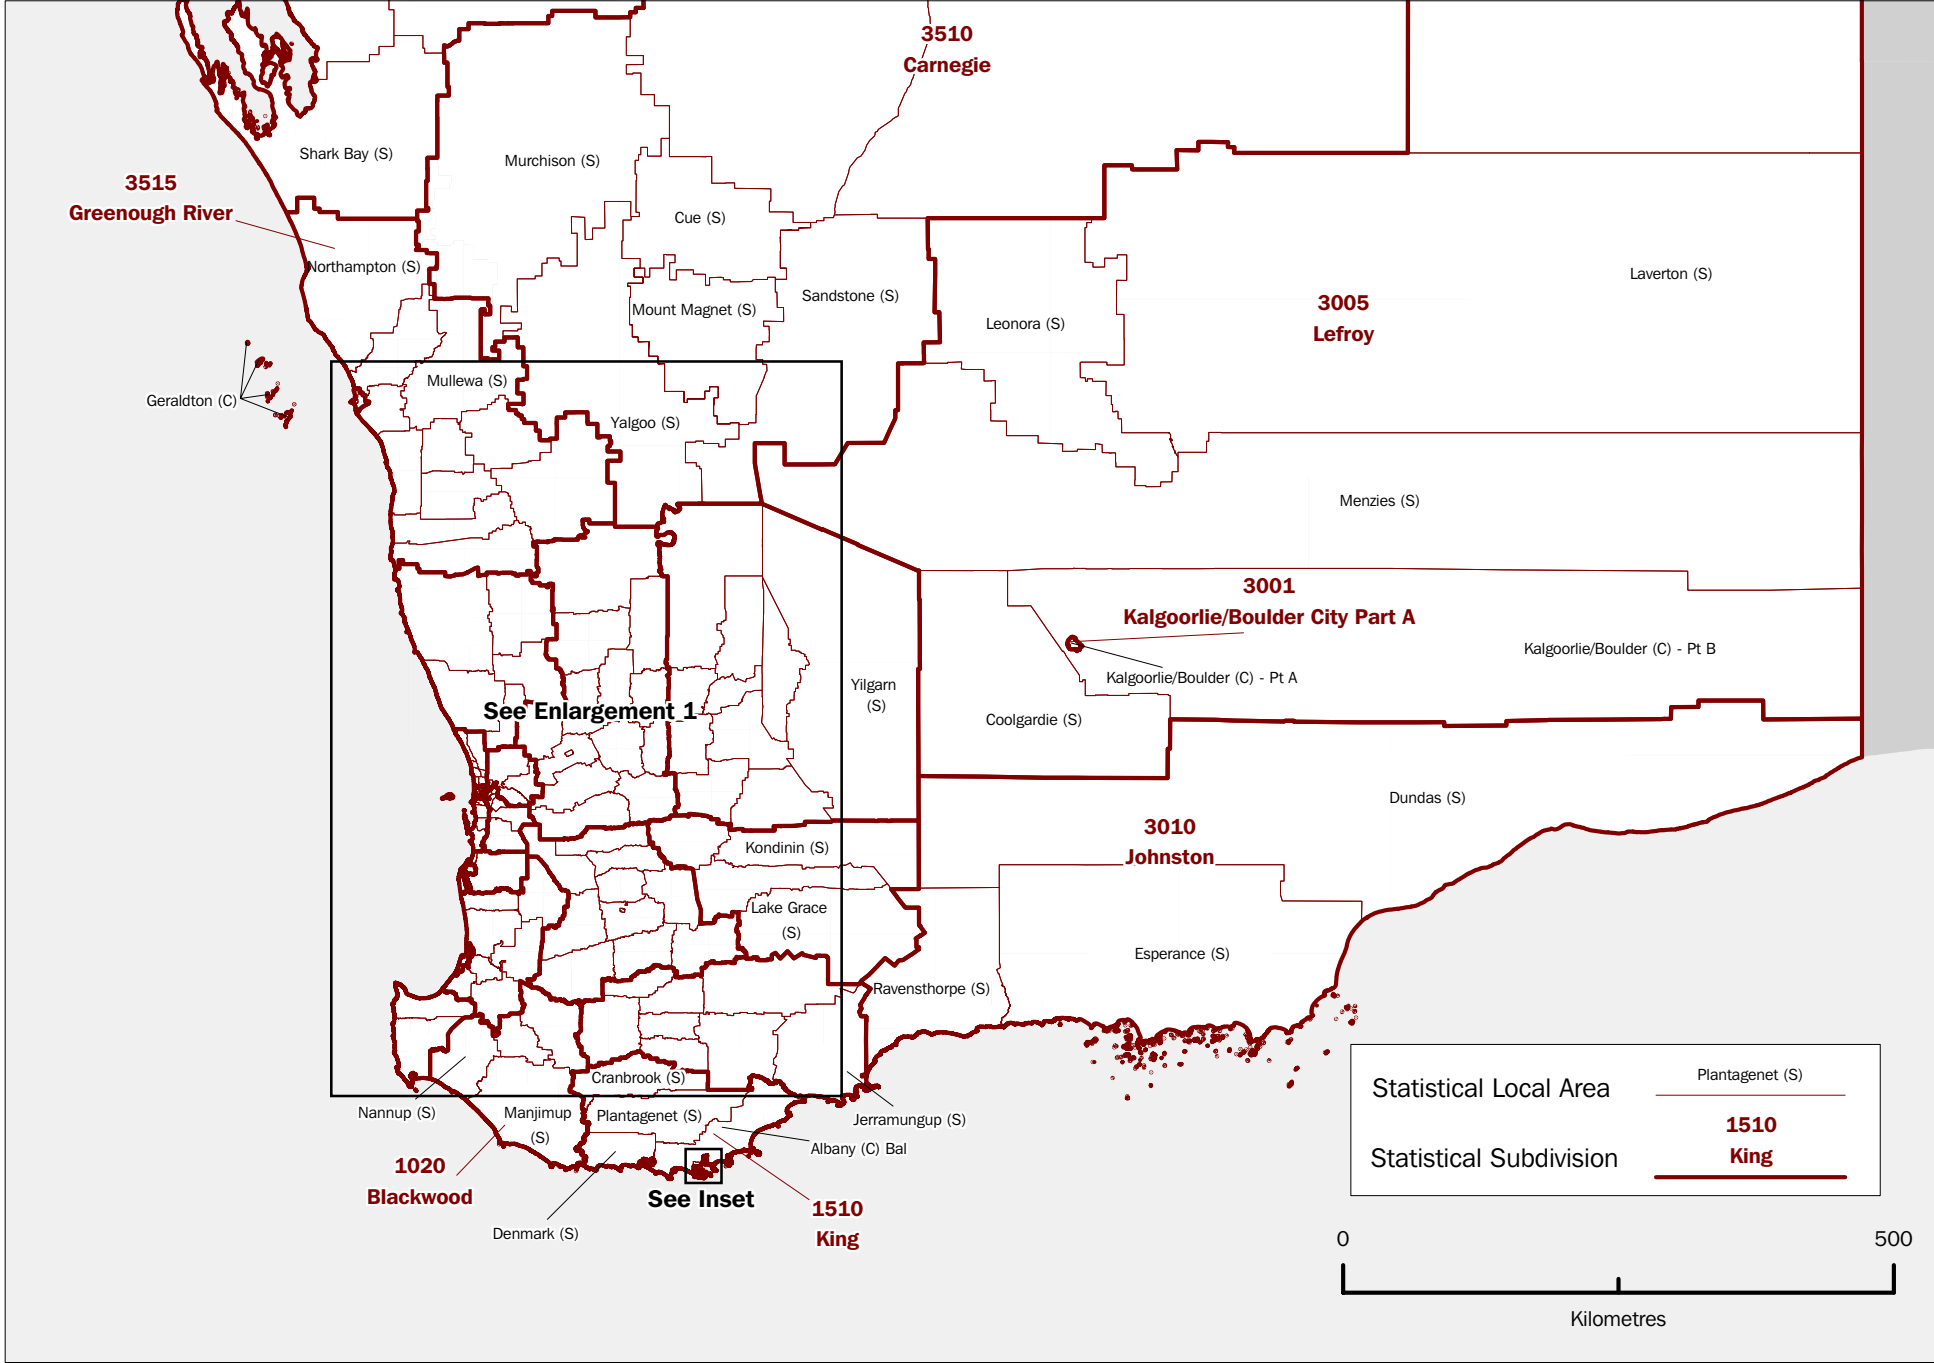 3510
Carnegie
Shark Bay (S)
Murchison (S)
3515
Greenough River
Cue (S)
Northampton (S)
Laverton (S)
Sandstone (S)
3005
Lefroy
Mount Magnet (S)
Leonora (S)
Mullewa (S)
Geraldton (C)
Yalgoo (S)
Menzies (S)
3001
Kalgoorlie/Boulder City Part A
Kalgoorlie/Boulder (C) - Pt B
Kalgoorlie/Boulder (C) - Pt A
Yilgarn
(S)
See Enlargement 1
Coolgardie (S)
Dundas (S)
3010
Johnston
Kondinin (S)
Lake Grace
(S)
Esperance (S)
Ravensthorpe (S)
Cranbrook (S)
Nannup (S)
Manjimup
(S)
Plantagenet (S)
Jerramungup (S)
Albany (C) Bal
1020
Blackwood
See Inset
1510
King
Denmark (S)
Statistical Local Area
Plantagenet (S)
Statistical Subdivision
1510
King
0
500
Kilometres